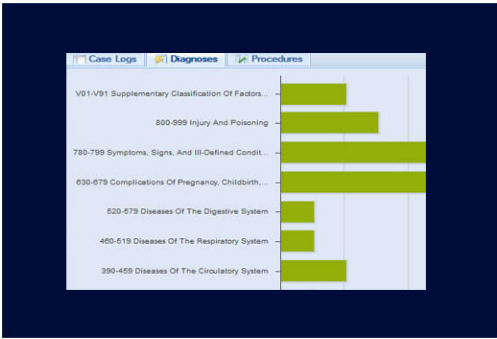 Case Logs Diagnoses Procedures
V01-V91 Supplementary Classification Of Factors...
800-999 Injury And Poisoning
780-799 Symptoms, Signs, And Ill-Defined Condit...
630-679 Complications Of Pregnancy, Childbirth,...
520-579 Diseases Of The Digestive System
460-519 Diseases Of The Respiratory System
390-459 Diseases Of The Circulatory System